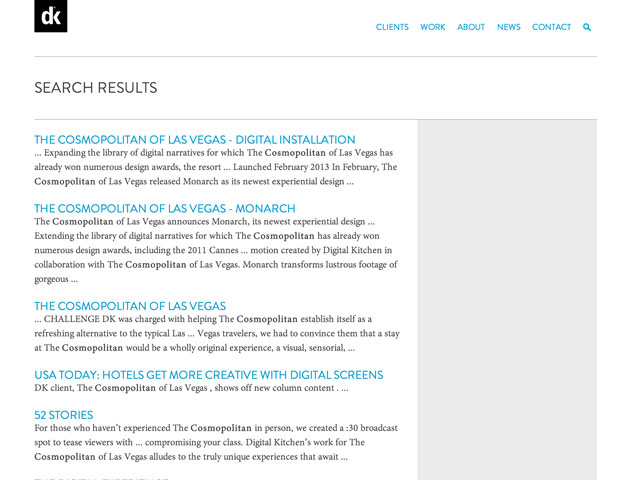 dk
CLIENTS WORK ABOUT NEWS CONTACT
SEARCH RESULTS
THE COSMOPOLITAN OF LAS VEGAS - DIGITAL INSTALLATION
... Expanding the library of digital narratives for which The Cosmopolitan of Las Vegas has
already won numerous design awards, the resort ... Launched February 2013 In February, The
Cosmopolitan of Las Vegas released Monarch as its newest experiential design ...
THE COSMOPOLITAN OF LAS VEGAS - MONARCH
The Cosmopolitan of Las Vegas announces Monarch, its newest experiential design ...
Extending the library of digital narratives for which The Cosmopolitan has already won
numerous design awards, including the 2011 Cannes ... motion created by Digital Kitchen in
collaboration with The Cosmopolitan of Las Vegas. Monarch transforms lustrous footage of
gorgeous ...
THE COSMOPOLITAN OF LAS VEGAS
... CHALLENGE DK was charged with helping The Cosmopolitan establish itself as a
refreshing alternative to the typical Las ... Vegas travelers, we had to convince them that a stay
at The Cosmopolitan would be a wholly original experience, a visual, sensorial, ...
USA TODAY: HOTELS GET MORE CREATIVE WITH DIGITAL SCREENS
DK client, The Cosmopolitan of Las Vegas , shows off new column content . ...
52 STORIES
For those who haven't experienced The Cosmopolitan in person, we created a :30 broadcast
spot to tease viewers with ... compromising your class. Digital Kitchen's work for The
Cosmopolitan of Las Vegas alludes to the truly unique experiences that await ...